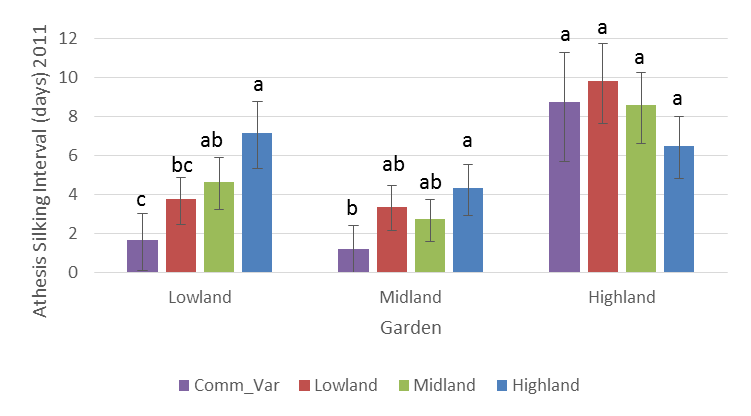 Athesis Silking Interval (days) 2011
12
10
8
6
4
2
0
c bc ab a
b ab ab a
a a a a
Lowland Midland Highland
Garden
Comm_Var Lowland Midland Highland